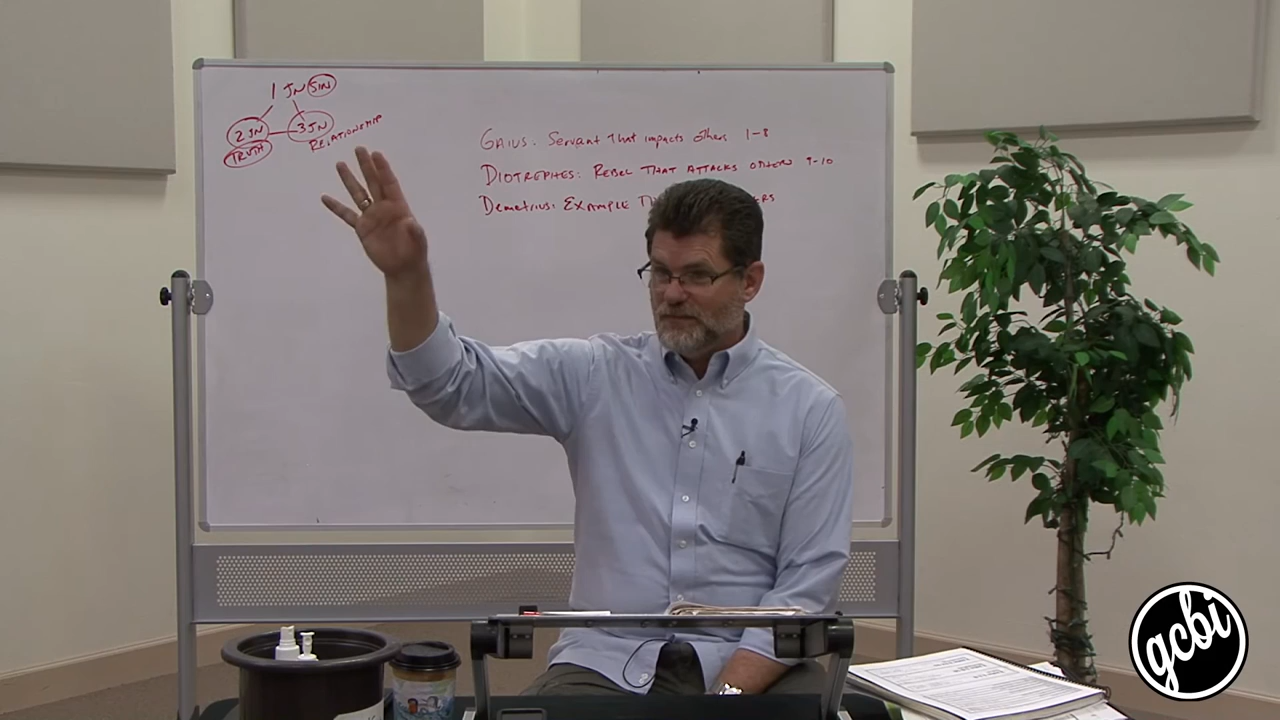 1 JN SIN
2 JN 3 JN
TRUTH RELATIONSHIP
GAIUS. Servant That impacts others 1-8
DIOTREPHES: REBEL THAT ATTACKS OTHERS 9-10
Demetrius: EXAMPLE
gcbi